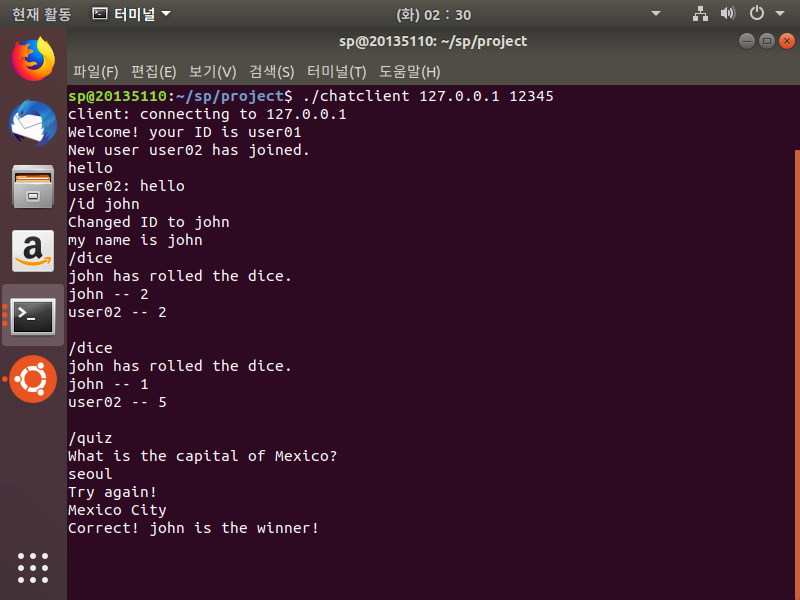 현재 활동 터미널 (화) 02 : 30
sp@20135110: ~/sp/project
파일(F) 편집(E) 보기(V) 검색(S) 터미널(T) 도움말(H)
sp@20135110:~/sp/project$ ./chatclient 127.0.0.1 12345
client: connecting to 127.0.0.1
Welcome! your ID is user01
New user user02 has joined.
hello
user02: hello
/id john
Changed ID to john
my name is john
/dice
john has rolled the dice.
john -- 2
user02 -- 2
/dice
john has rolled the dice.
john -- 1
user02 -- 5
/quiz
What is the capital of Mexico?
seoul
Try again!
Mexico City
Correct! john is the winner!